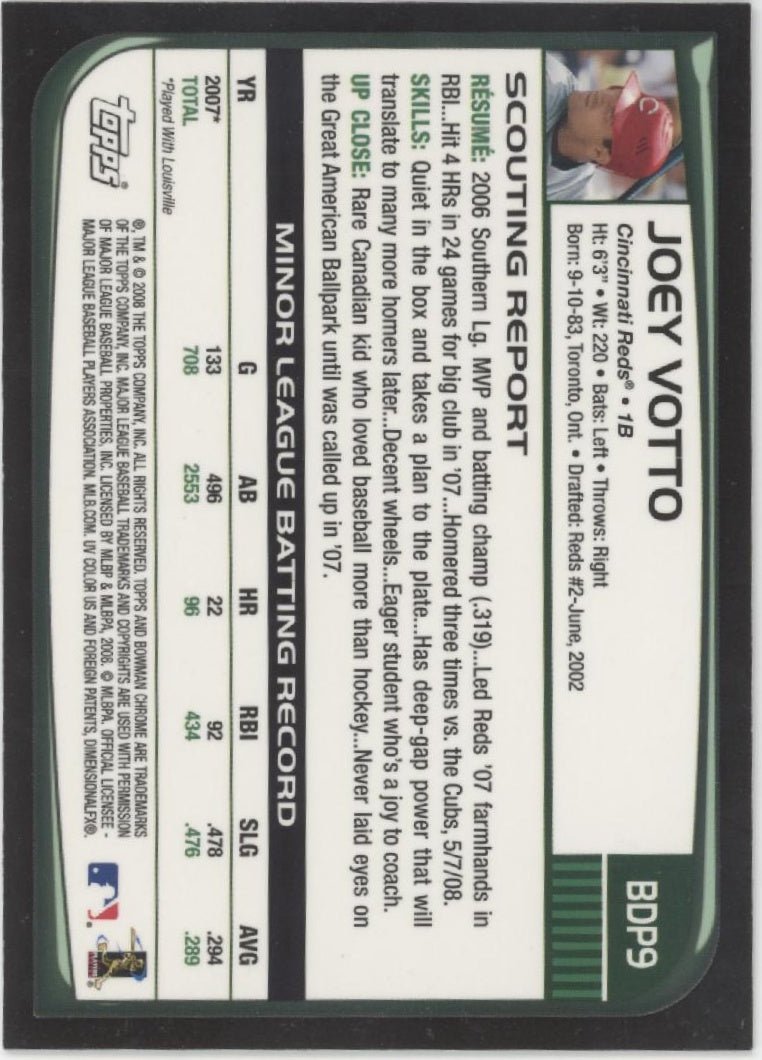 BDP9
JOEY VOTTO
Cincinnati Reds® • 1B
Ht: 6'3" • Wt: 220 • Bats: Left • Throws: Right
Born: 9-10-83, Toronto, Ont. • Drafted: Reds #2-June, 2002
SCOUTING REPORT
RÉSUMÉ: 2006 Southern Lg. MVP and batting champ (.319)...Led Reds '07 farmhands in
RBI...Hit 4 HRs in 24 games for big club in '07...Homered three times vs. the Cubs, 5/7/08.
SKILLS: Quiet in the box and takes a plan to the plate...Has deep-gap power that will
translate to many more homers later...Decent wheels...Eager student who's a joy to coach.
UP CLOSE: Rare Canadian kid who loved baseball more than hockey...Never laid eyes on
the Great American Ballpark until was called up in '07.
MINOR LEAGUE BATTING RECORD
YR G AB HR RBI SLG AVG
2007* 133 496 22 92 .478 .294
TOTAL 708 2553 96 434 .476 .289
*Played With Louisville
topps®
®, TM & © 2008 THE TOPPS COMPANY, INC. ALL RIGHTS RESERVED. TOPPS AND BOWMAN CHROME ARE TRADEMARKS
OF THE TOPPS COMPANY, INC. MAJOR LEAGUE BASEBALL TRADEMARKS AND COPYRIGHTS ARE USED WITH PERMISSION
OF MAJOR LEAGUE BASEBALL PROPERTIES, INC. LICENSED BY MLBP & MLBPA, 2008. © MLBPA. OFFICIAL LICENSEE -
MAJOR LEAGUE BASEBALL PLAYERS ASSOCIATION. MLB.COM. UV COLOR US AND FOREIGN PATENTS, DIMENSIONALFX®.